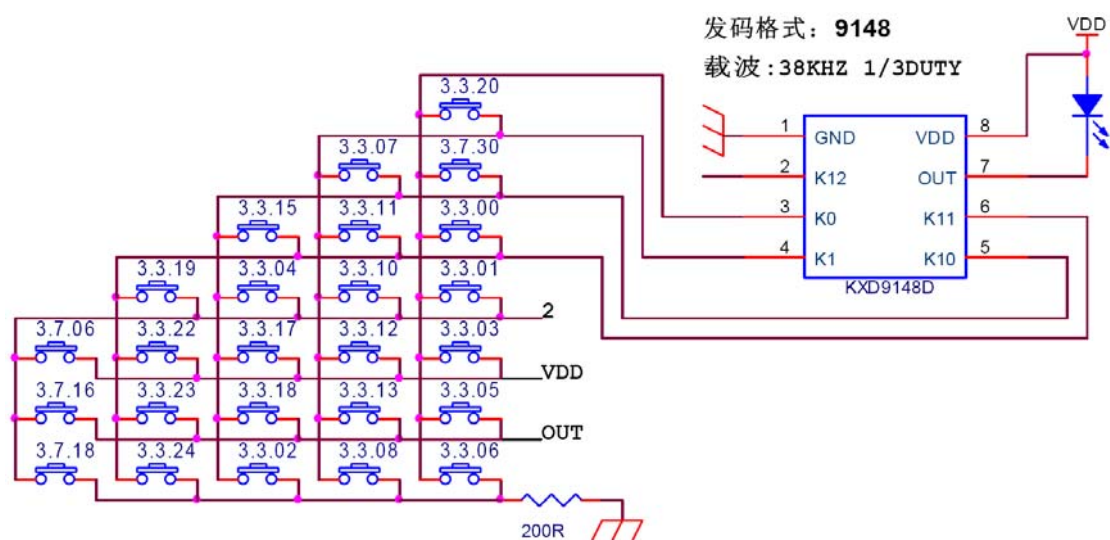 发码格式：9148
载波:38KHZ 1/3DUTY
VDD
3.3.20
3.3.07 3.7.30
3.3.15 3.3.11 3.3.00
3.3.19 3.3.04 3.3.10 3.3.01
2
3.7.06 3.3.22 3.3.17 3.3.12 3.3.03
VDD
3.7.16 3.3.23 3.3.18 3.3.13 3.3.05
OUT
3.7.18 3.3.24 3.3.02 3.3.08 3.3.06
200R
1 GND VDD 8
2 K12 OUT 7
3 K0 K11 6
4 K1 K10 5
KXD9148D